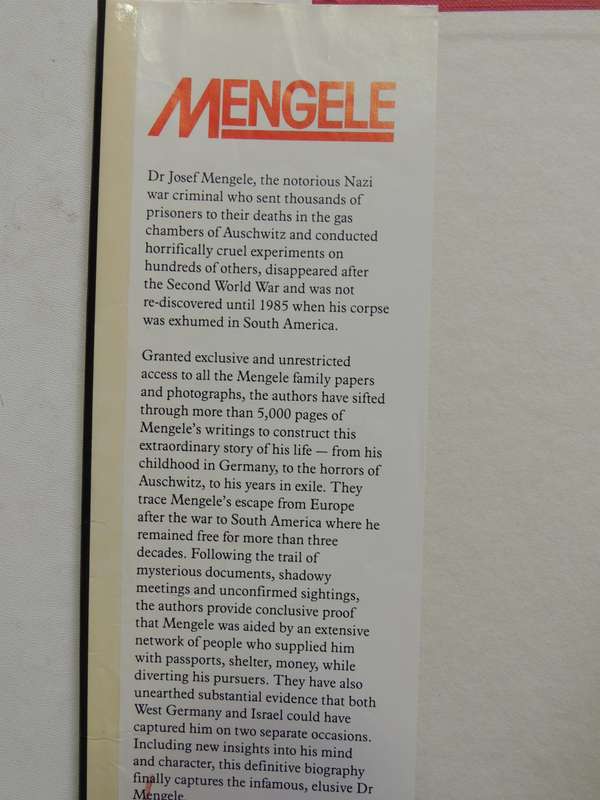 MENGELE
Dr Josef Mengele, the notorious Nazi
war criminal who sent thousands of
prisoners to their deaths in the gas
chambers of Auschwitz and conducted
horrifically cruel experiments on
hundreds of others, disappeared after
the Second World War and was not
re-discovered until 1985 when his corpse
was exhumed in South America.
Granted exclusive and unrestricted
access to all the Mengele family papers
and photographs, the authors have sifted
through more than 5,000 pages of
Mengele's writings to construct this
extraordinary story of his life — from his
childhood in Germany, to the horrors of
Auschwitz, to his years in exile. They
trace Mengele's escape from Europe
after the war to South America where he
remained free for more than three
decades. Following the trail of
mysterious documents, shadowy
meetings and unconfirmed sightings,
the authors provide conclusive proof
that Mengele was aided by an extensive
network of people who supplied him
with passports, shelter, money, while
diverting his pursuers. They have also
unearthed substantial evidence that both
West Germany and Israel could have
captured him on two separate occasions.
Including new insights into his mind
and character, this definitive biography
finally captures the infamous, elusive Dr
Mengele.